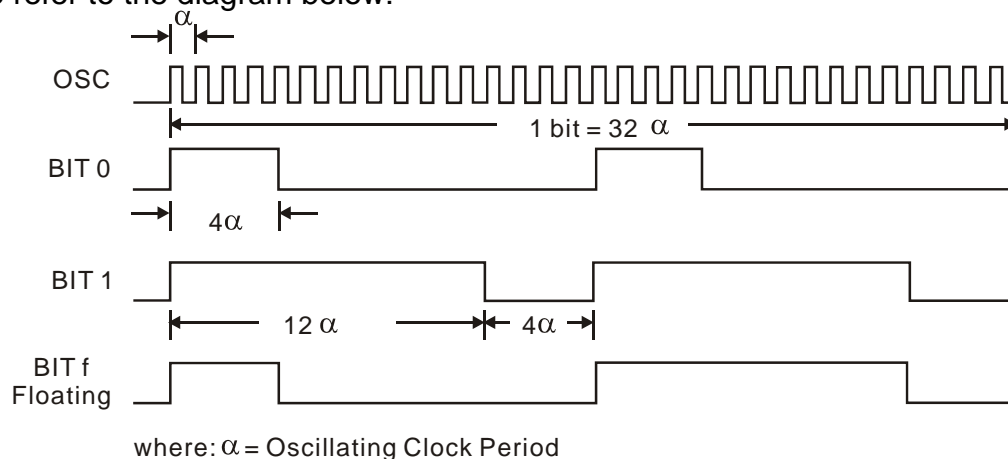 refer to the diagram below.
α
OSC
1 bit = 32 α
BIT 0
4α
BIT 1
12 α
4α
BIT f
Floating
where: α = Oscillating Clock Period